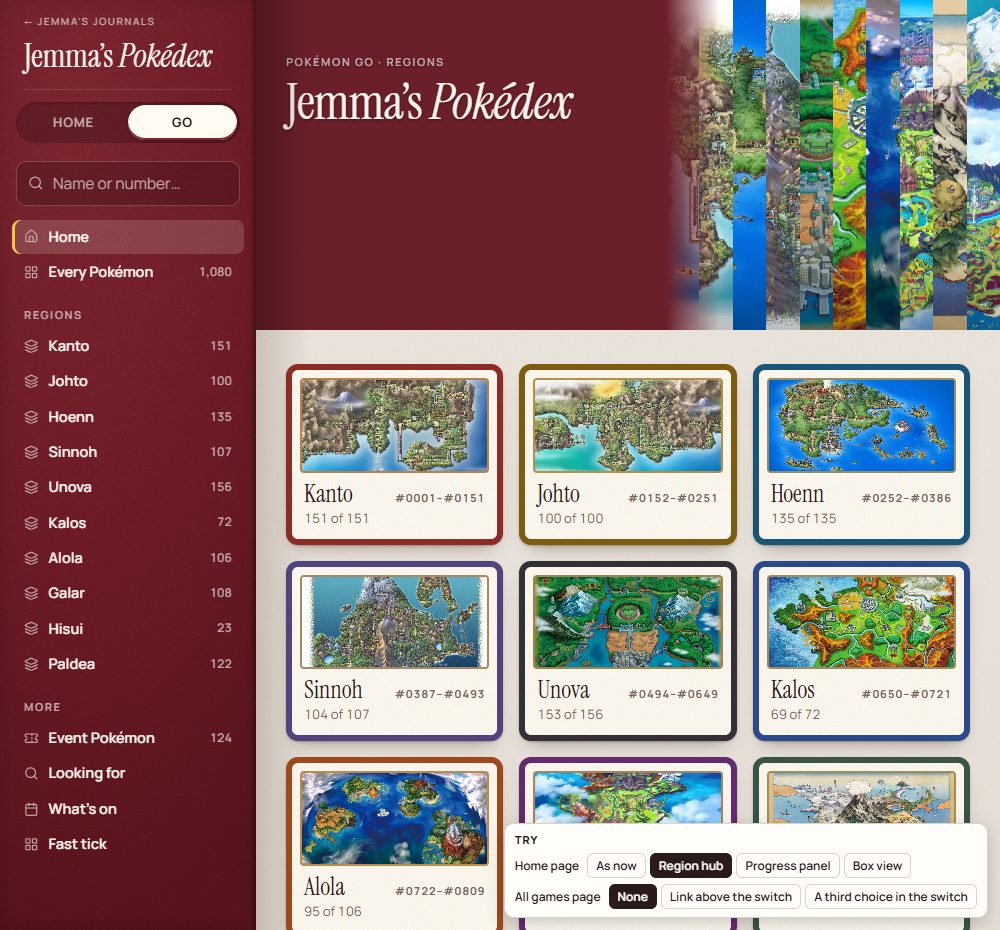 ← JEMMA'S JOURNALS
Jemma's Pokédex
HOME GO
Name or number...
Home
Every Pokémon 1,080
REGIONS
Kanto 151
Johto 100
Hoenn 135
Sinnoh 107
Unova 156
Kalos 72
Alola 106
Galar 108
Hisui 23
Paldea 122
MORE
Event Pokémon 124
Looking for
What's on
Fast tick
POKÉMON GO · REGIONS
Jemma's Pokédex
Kanto #0001–#0151
151 of 151
Johto #0152–#0251
100 of 100
Hoenn #0252–#0386
135 of 135
Sinnoh #0387–#0493
104 of 107
Unova #0494–#0649
153 of 156
Kalos #0650–#0721
69 of 72
Alola #0722–#0809
95 of 106
TRY
Home page As now Region hub Progress panel Box view
All games page None Link above the switch A third choice in the switch